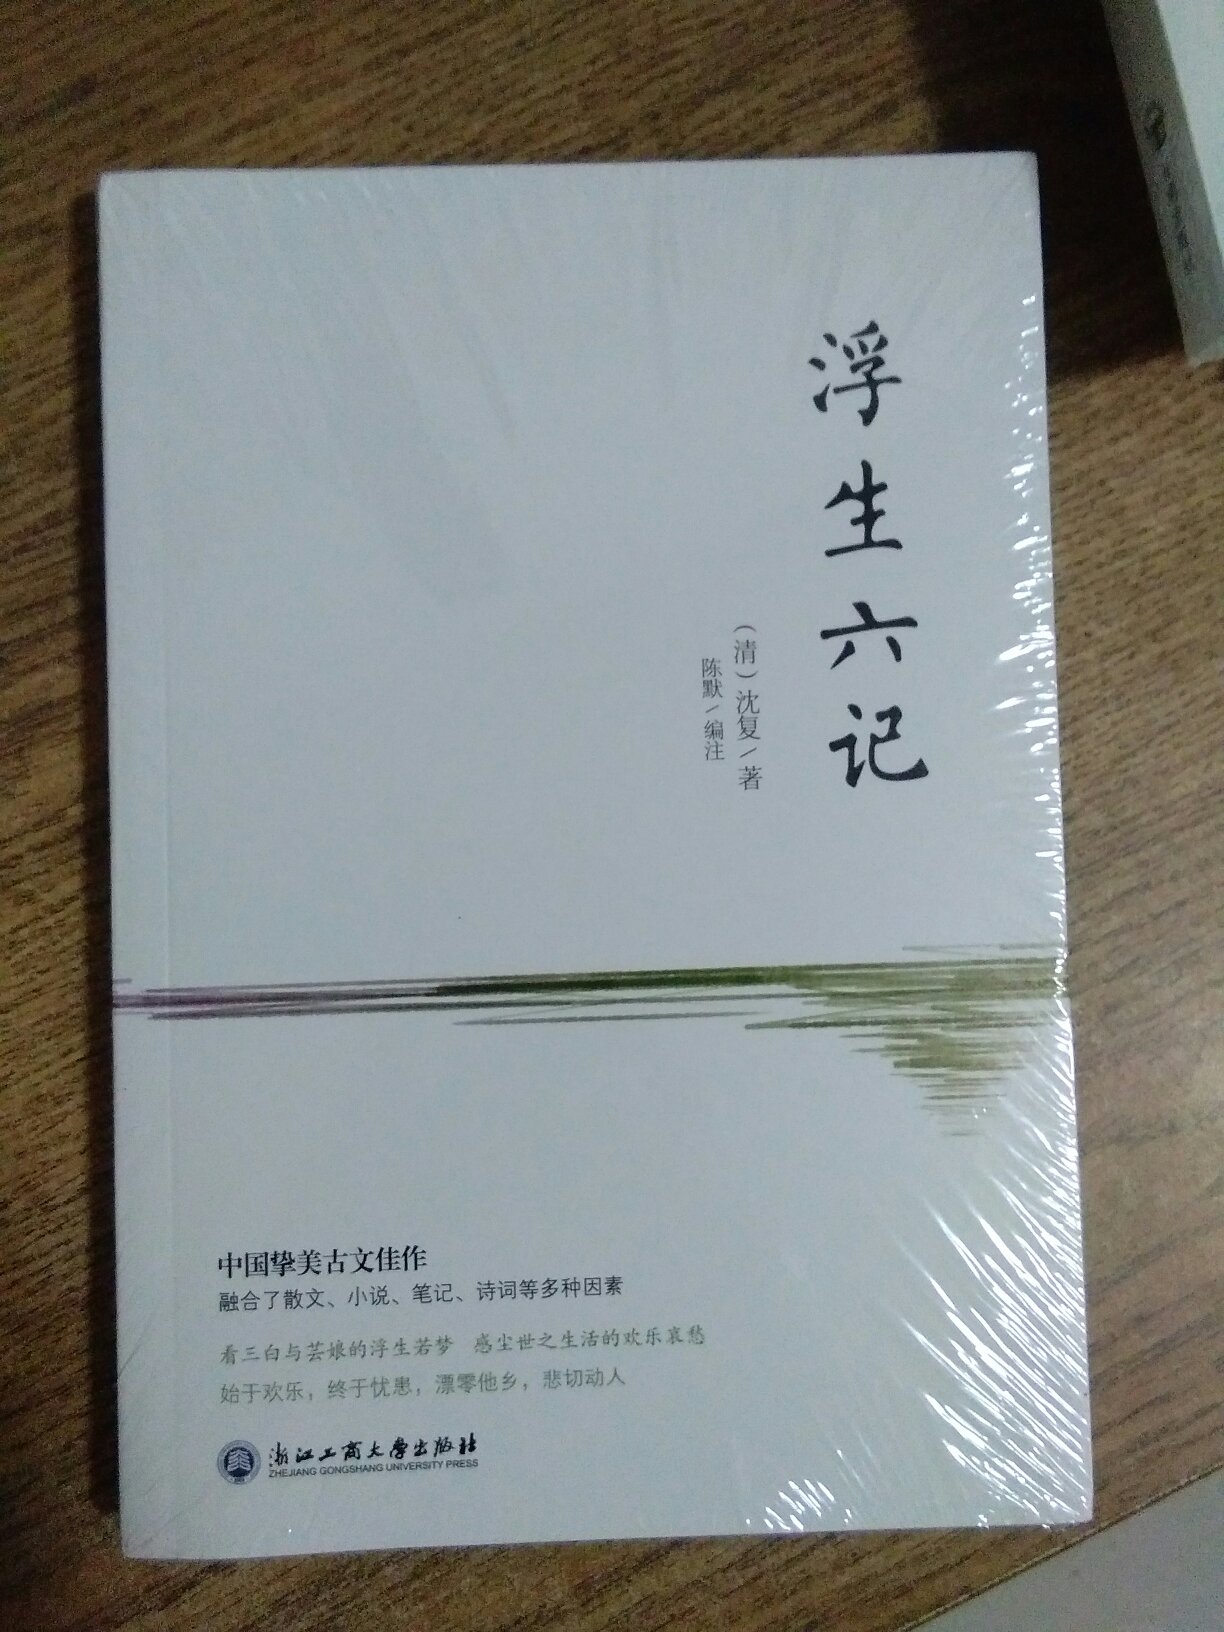 浮生六记
（清）沈复\著
陈默\编注
中国挚美古文佳作
融合了散文、小说、笔记、诗词等多种因素
看三白与芸娘的浮生若梦 感尘世之生活的欢乐哀愁
始于欢乐，终于忧患，漂零他乡，悲切动人
浙江工商大学出版社
ZHEJIANG GONGSHANG UNIVERSITY PRESS